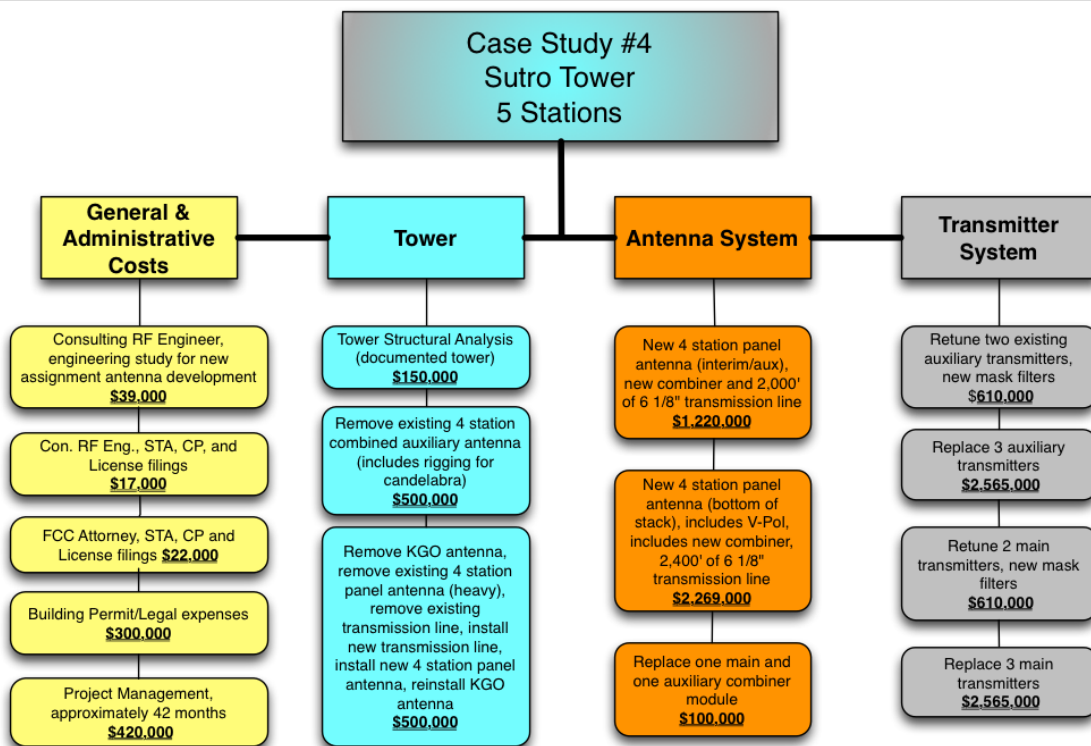 Case Study #4
Sutro Tower
5 Stations
General &
Administrative
Costs
Consulting RF Engineer,
engineering study for new
assignment antenna development
$39,000
Con. RF Eng., STA, CP, and
License filings
$17,000
FCC Attorney, STA, CP and
License filings $22,000
Building Permit/Legal expenses
$300,000
Project Management,
approximately 42 months
$420,000
Tower
Tower Structural Analysis
(documented tower)
$150,000
Remove existing 4 station
combined auxiliary antenna
(includes rigging for
candelabra)
$500,000
Remove KGO antenna,
remove existing 4 station
panel antenna (heavy),
remove existing
transmission line, install
new transmission line,
install new 4 station panel
antenna, reinstall KGO
antenna
$500,000
Antenna System
New 4 station panel
antenna (interim/aux),
new combiner and 2,000'
of 6 1/8" transmission line
$1,220,000
New 4 station panel
antenna (bottom of
stack), includes V-Pol,
includes new combiner,
2,400' of 6 1/8"
transmission line
$2,269,000
Replace one main and
one auxiliary combiner
module
$100,000
Transmitter
System
Retune two existing
auxiliary transmitters,
new mask filters
$610,000
Replace 3 auxiliary
transmitters
$2.565,000
Retune 2 main
transmitters, new mask
filters
$610,000
Replace 3 main
transmitters
$2,565,000